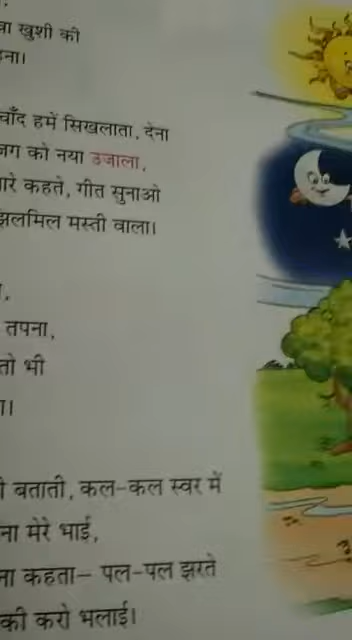 खुशी की
चाँद हमें सिखलाता, देना
जग को नया उजाला,
कहते, गीत सुनाओ
झिलमिल मस्ती वाला।
तपना,
तो भी
बताती, कल-कल स्वर में
मेरे भाई,
कहता– पल-पल झरते
की करो भलाई।